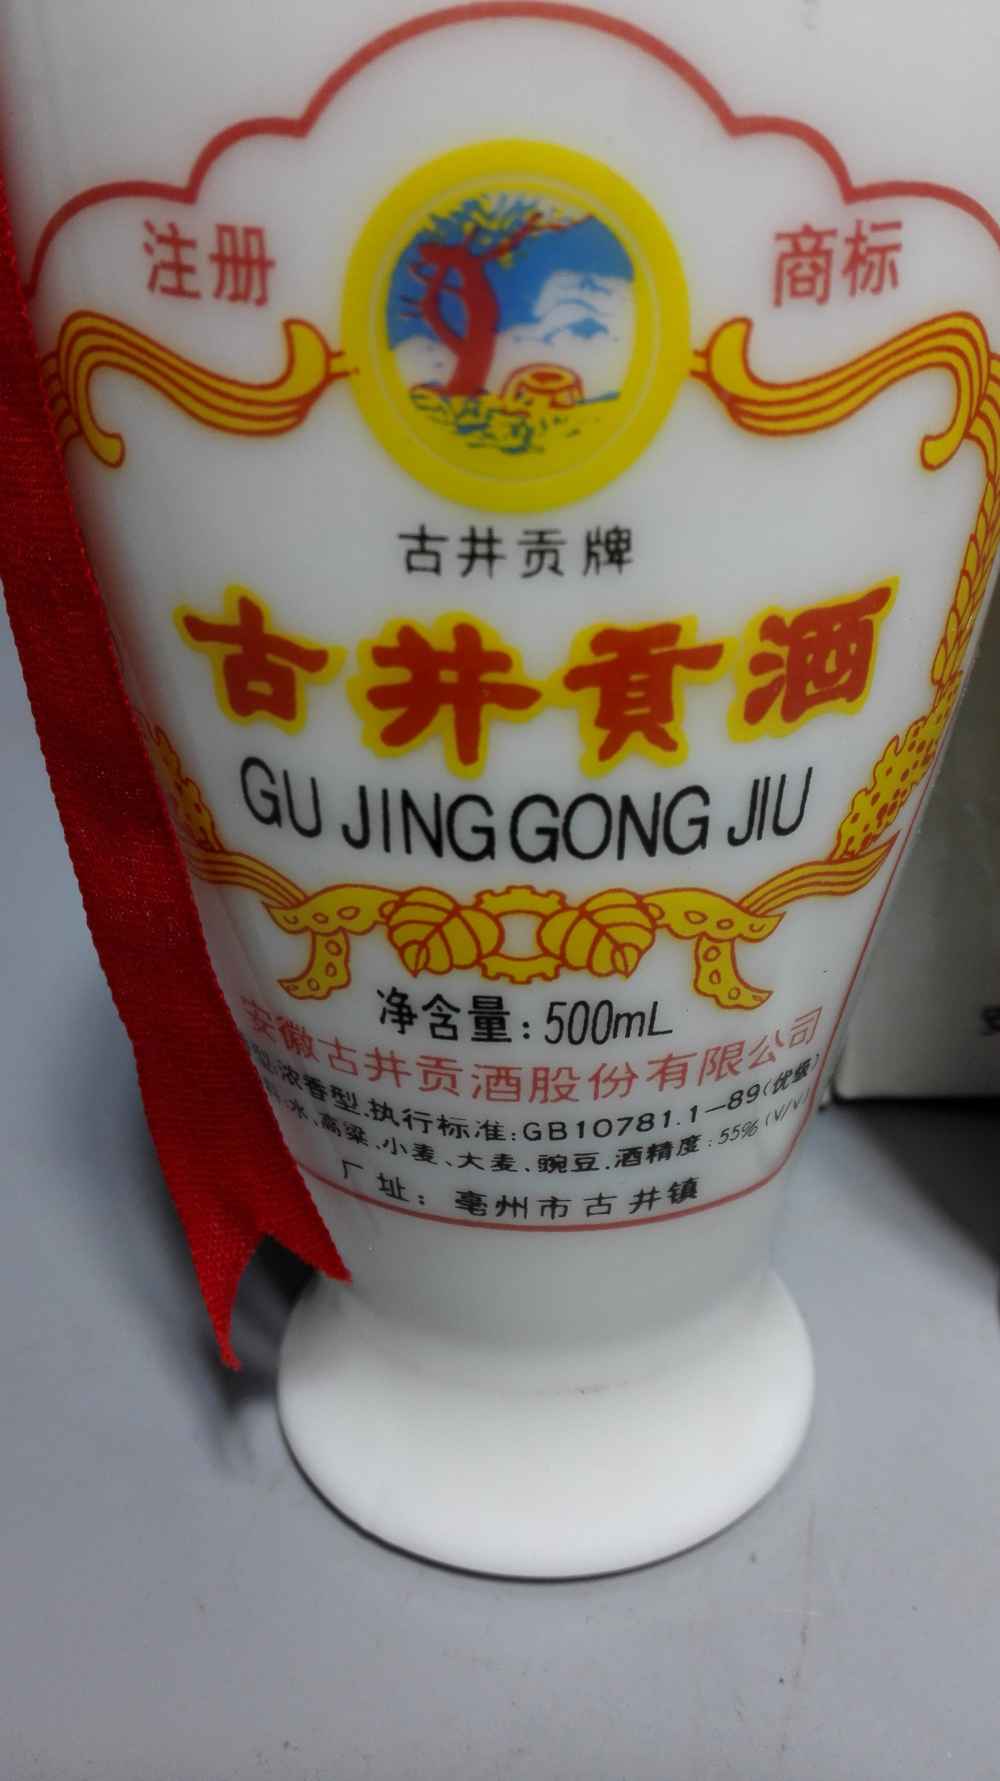 注册 商标
古井贡牌
古井贡酒
GU JING GONG JIU
净含量:500mL
安徽古井贡酒股份有限公司
型:浓香型.执行标准:GB10781.1-89(优级)
水、高粱、小麦、大麦、豌豆.酒精度:55%(V/V)
厂址: 亳州市古井镇